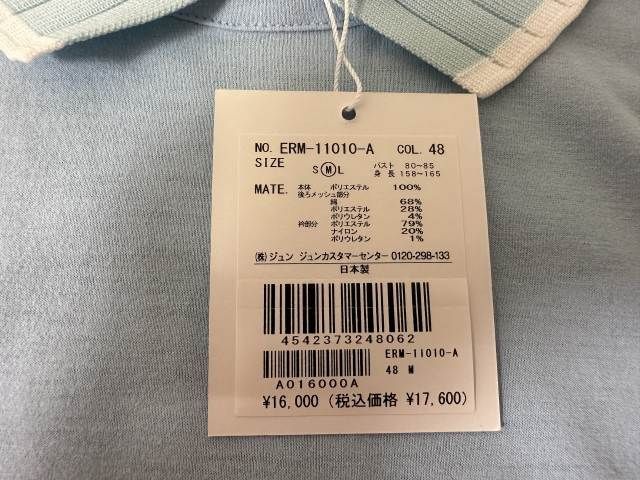 NO. ERM-11010-A COL. 48
SIZE S Ⓜ L バスト 80~85
身長 158~165
MATE. 本体 ポリエステル 100%
後ろメッシュ部分
綿 68%
ポリエステル 28%
ポリウレタン 4%
衿部分 ポリエステル 79%
ナイロン 20%
ポリウレタン 1%
(株)ジュン ジュンカスタマーセンター 0120-298-133
日本製
4542373248062
ERM-11010-A
48 M
A016000A
¥16,000 (税込価格 ¥17,600)